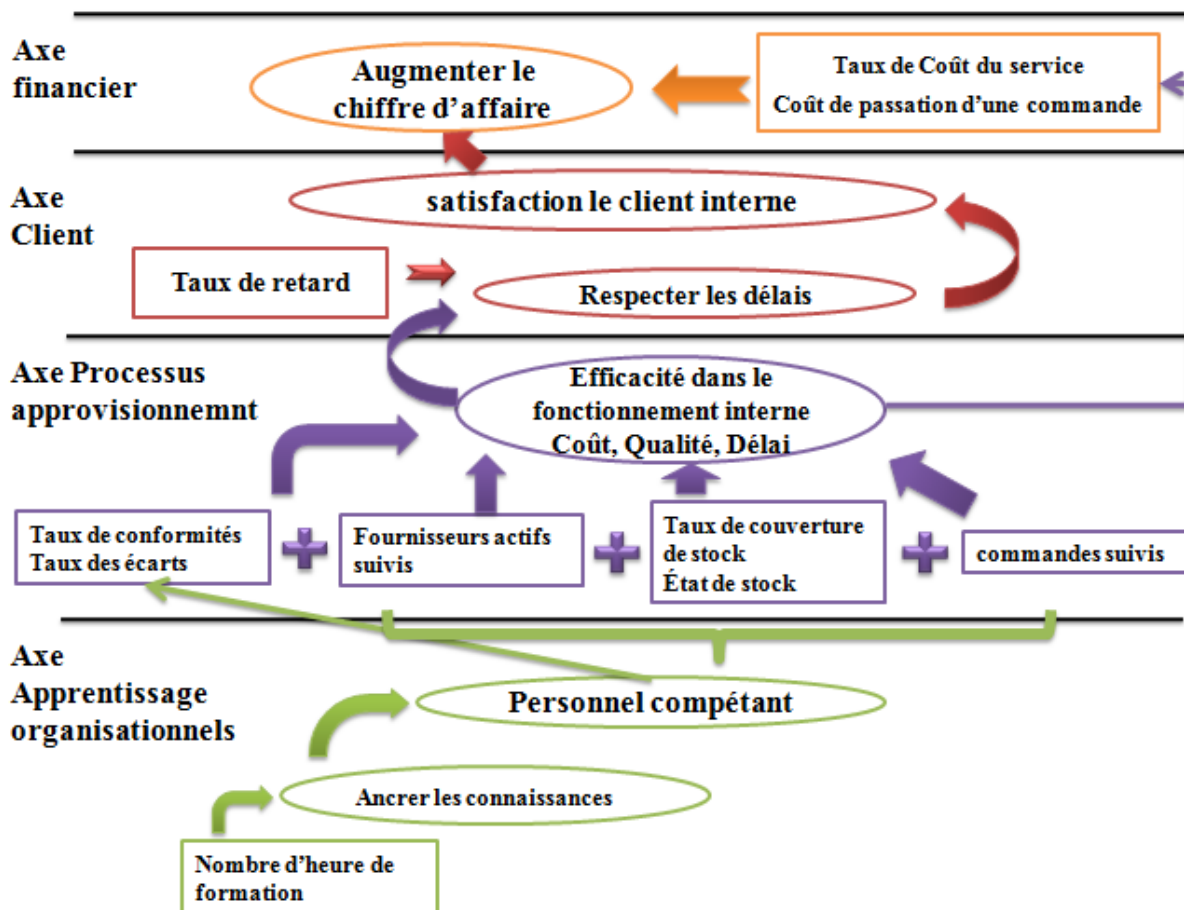 Axe
financier
Augmenter le
chiffre d'affaire
Taux de Coût du service
Coût de passation d'une commande
Axe
Client
satisfaction le client interne
Taux de retard
Respecter les délais
Axe Processus
approvisionnemnt
Efficacité dans le
fonctionnement interne
Coût, Qualité, Délai
Taux de conformités
Taux des écarts
Fournisseurs actifs
suivis
Taux de couverture
de stock
État de stock
commandes suivis
Axe
Apprentissage
organisationnels
Personnel compétant
Ancrer les connaissances
Nombre d'heure de
formation